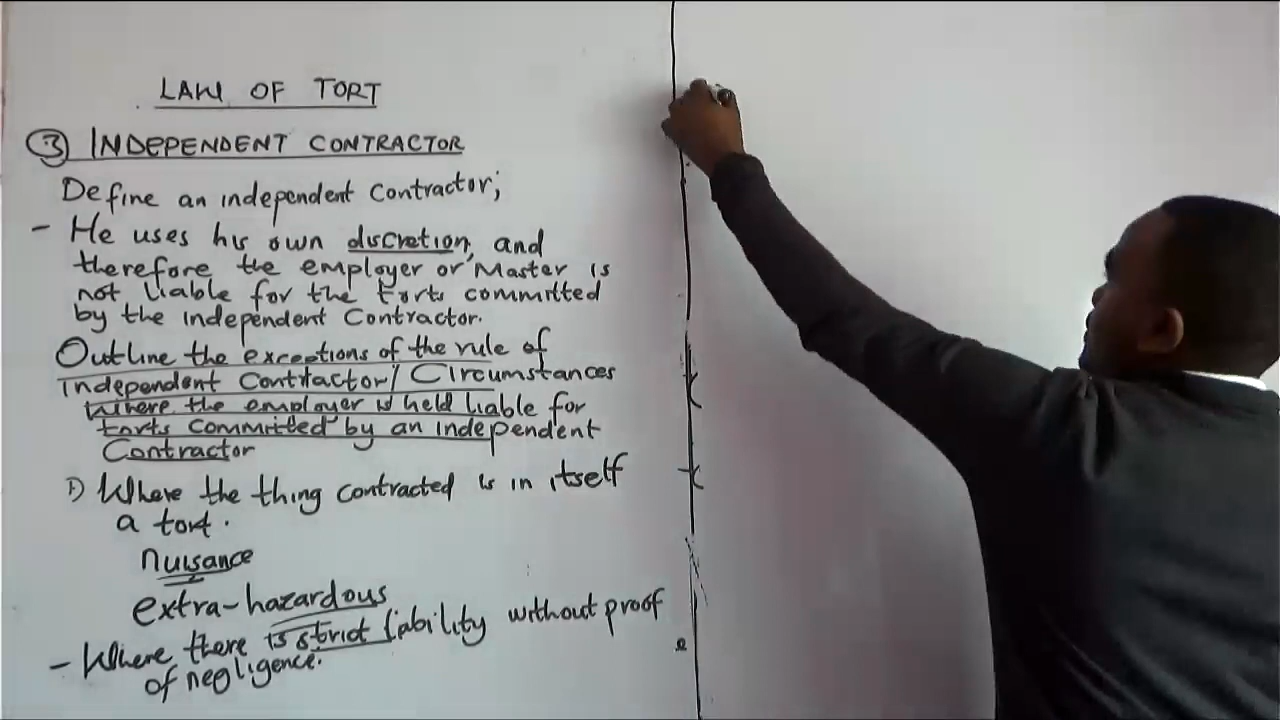 LAW OF TORT
③ INDEPENDENT CONTRACTOR
Define an independent Contractor;
- He uses his own discretion, and
therefore the employer or Master is
not liable for the torts committed
by the independent Contractor.
Outline the exceptions of the rule of
independent Contractor/ Circumstances
Where the employer is held liable for
torts committed by an independent
Contractor
1) Where the thing contracted is in itself
a tort.
nuisance
extra-hazardous
- Where there is strict liability without proof
of negligence.